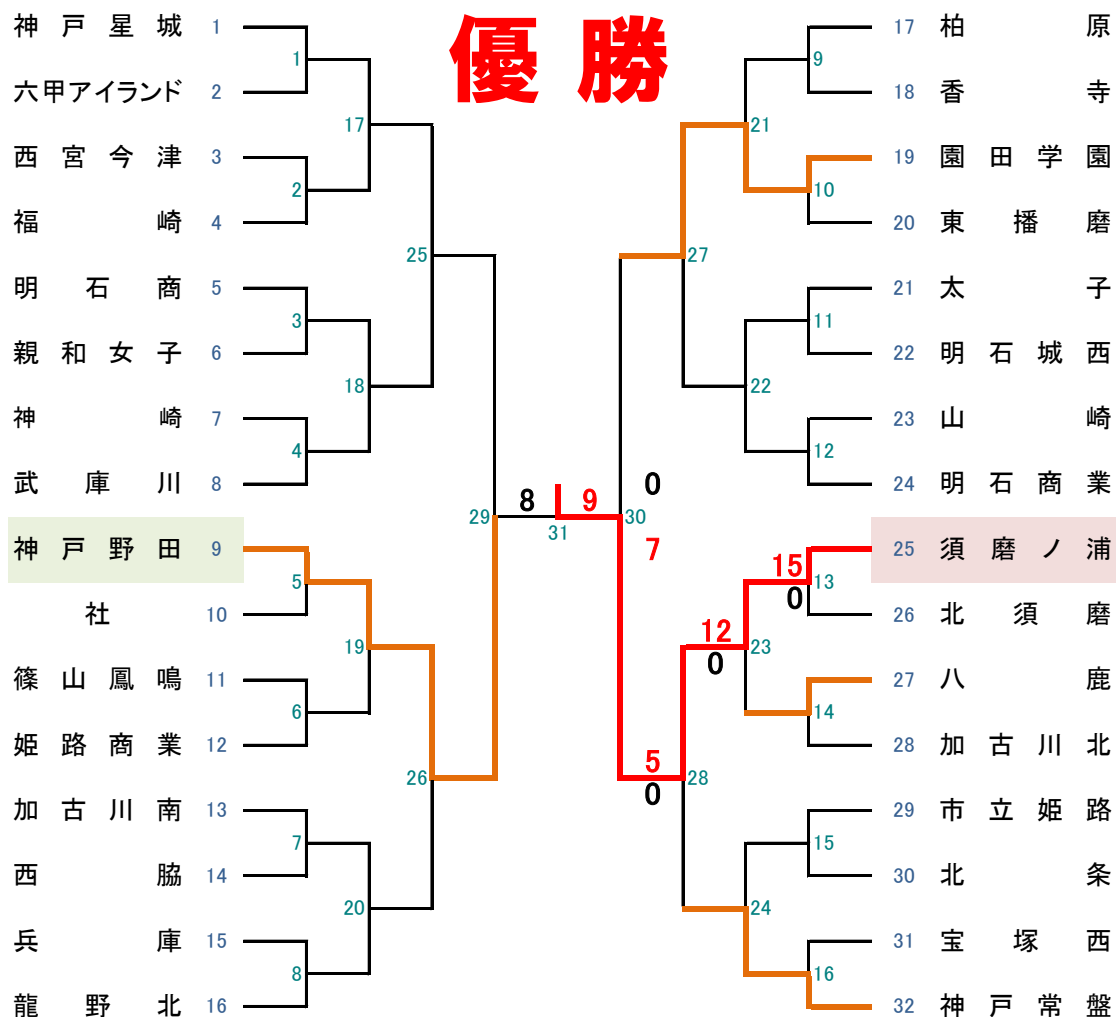 優勝
神戸星城 1
六甲アイランド 2
西宮今津 3
福崎 4
明石商 5
親和女子 6
神崎 7
武庫川 8
神戸野田 9
社 10
篠山鳳鳴 11
姫路商業 12
加古川南 13
西脇 14
兵庫 15
龍野北 16
1
2
3
4
5
6
7
8
17
18
19
20
25
26
29
8
31
9
30
0
7
27
28
5
0
21
22
23
12
0
24
9
10
11
12
13
15
0
14
15
16
17 柏原
18 香寺
19 園田学園
20 東播磨
21 太子
22 明石城西
23 山崎
24 明石商業
25 須磨ノ浦
26 北須磨
27 八鹿
28 加古川北
29 市立姫路
30 北条
31 宝塚西
32 神戸常盤